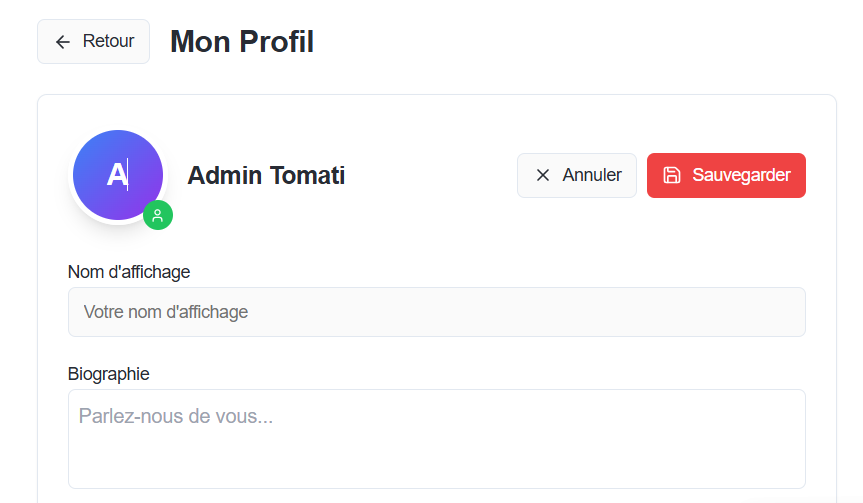 Retour
Mon Profil
A
Admin Tomati
Annuler
Sauvegarder
Nom d'affichage
Votre nom d'affichage
Biographie
Parlez-nous de vous...